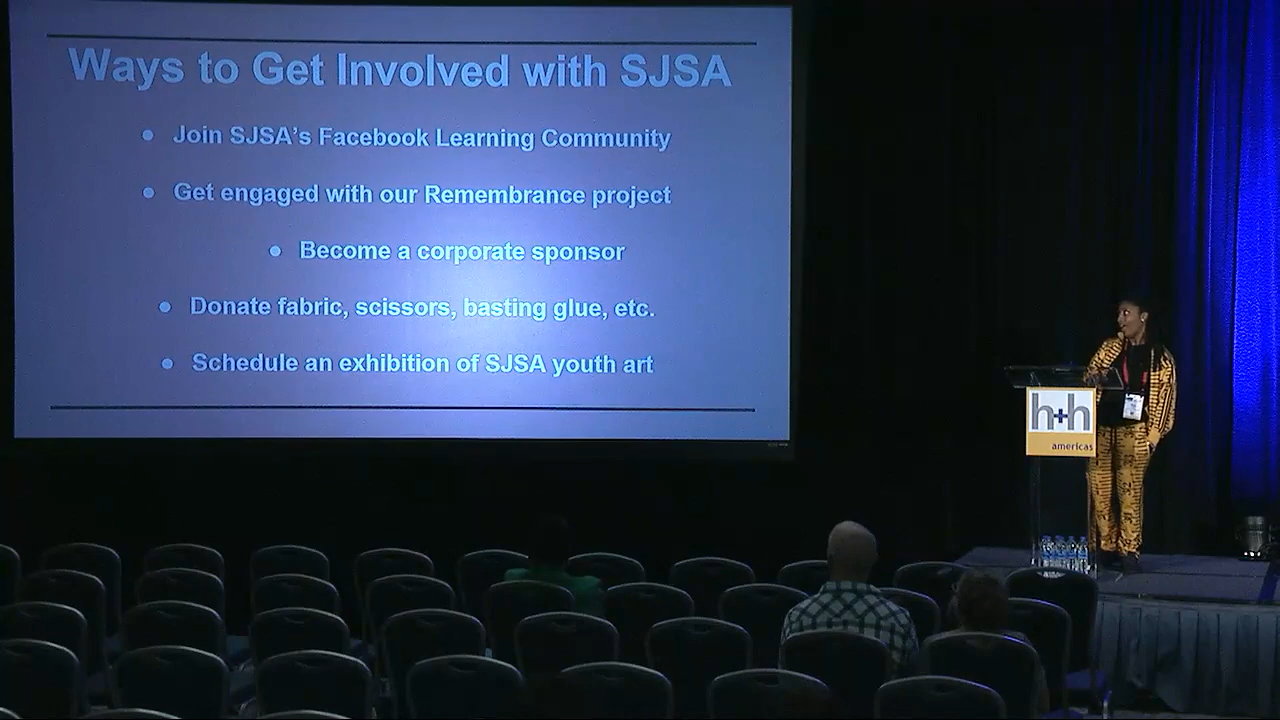 Ways to Get Involved with SJSA
• Join SJSA's Facebook Learning Community
• Get engaged with our Remembrance project
• Become a corporate sponsor
• Donate fabric, scissors, basting glue, etc.
• Schedule an exhibition of SJSA youth art
h+h
americas